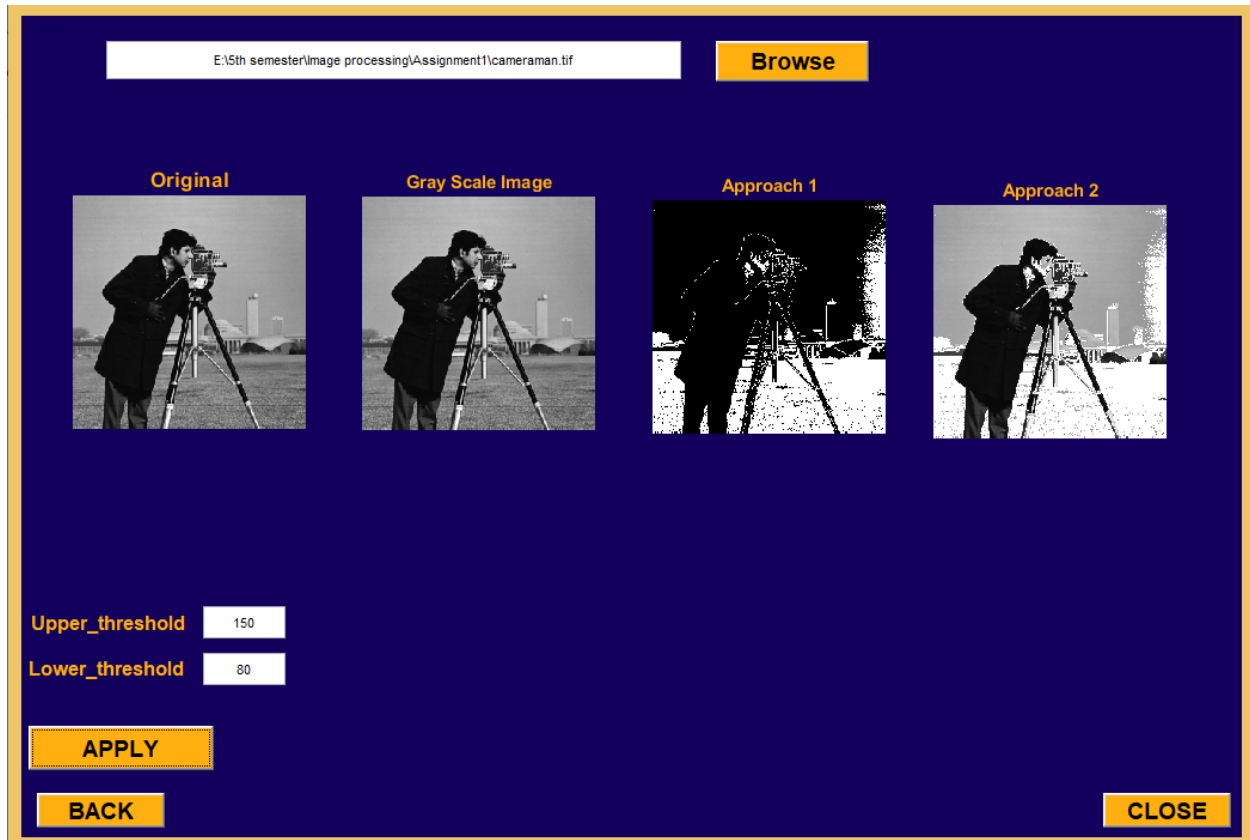 E:\5th semester\Image processing\Assignment1\cameraman.tif
Browse
Original
Gray Scale Image
Approach 1
Approach 2
Upper_threshold
150
Lower_threshold
80
APPLY
BACK
CLOSE